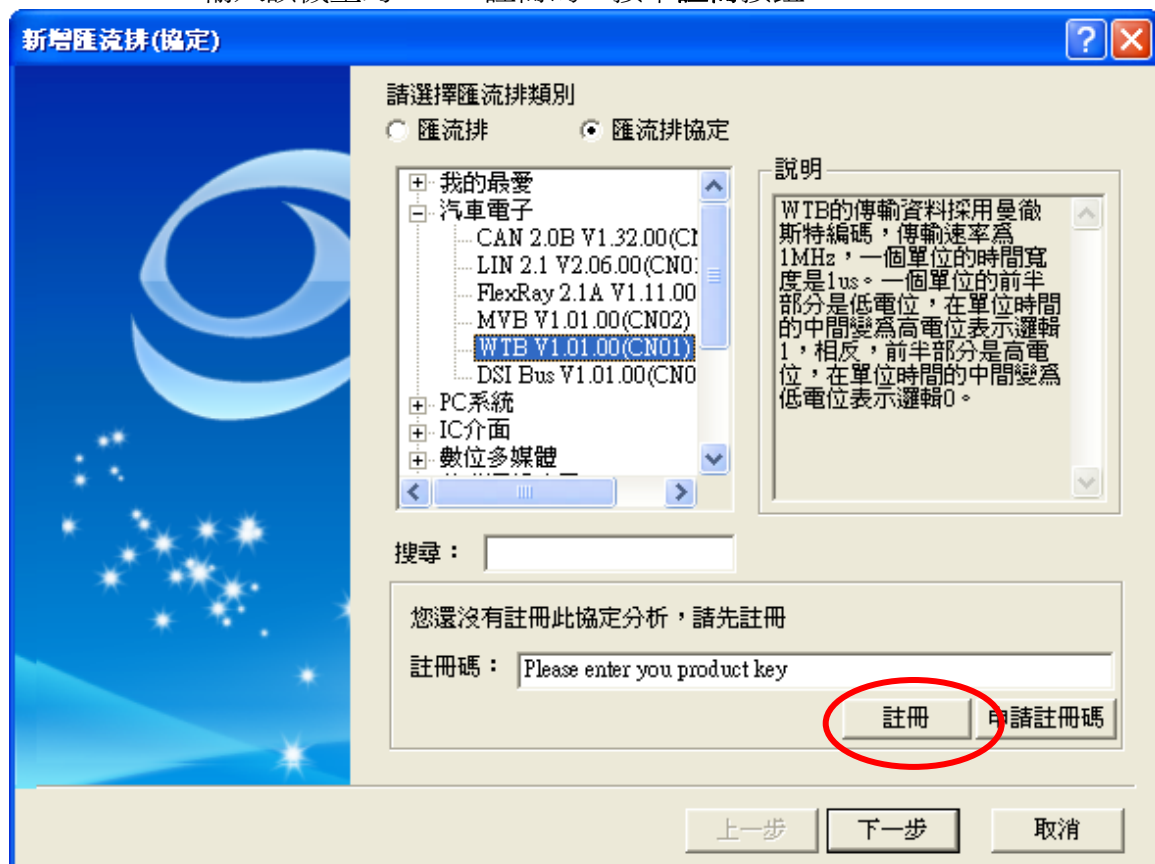 新增匯流排(協定)
請選擇匯流排類別
匯流排
匯流排協定
我的最愛
汽車電子
CAN 2.0B V1.32.00(CN
LIN 2.1 V2.06.00(CN01
FlexRay 2.1A V1.11.00
MVB V1.01.00(CN02)
WTB V1.01.00(CN01)
DSI Bus V1.01.00(CN0
PC系統
IC介面
數位多媒體
說明
WTB的傳輸資料採用曼徹
斯特編碼，傳輸速率為
1MHz，一個單位的時間寬
度是1us。一個單位的前半
部分是低電位，在單位時間
的中間變為高電位表示邏輯
1，相反，前半部分是高電
位，在單位時間的中間變為
低電位表示邏輯0。
搜尋：
您還沒有註冊此協定分析，請先註冊
註冊碼：
Please enter you product key
註冊
申請註冊碼
上一步
下一步
取消